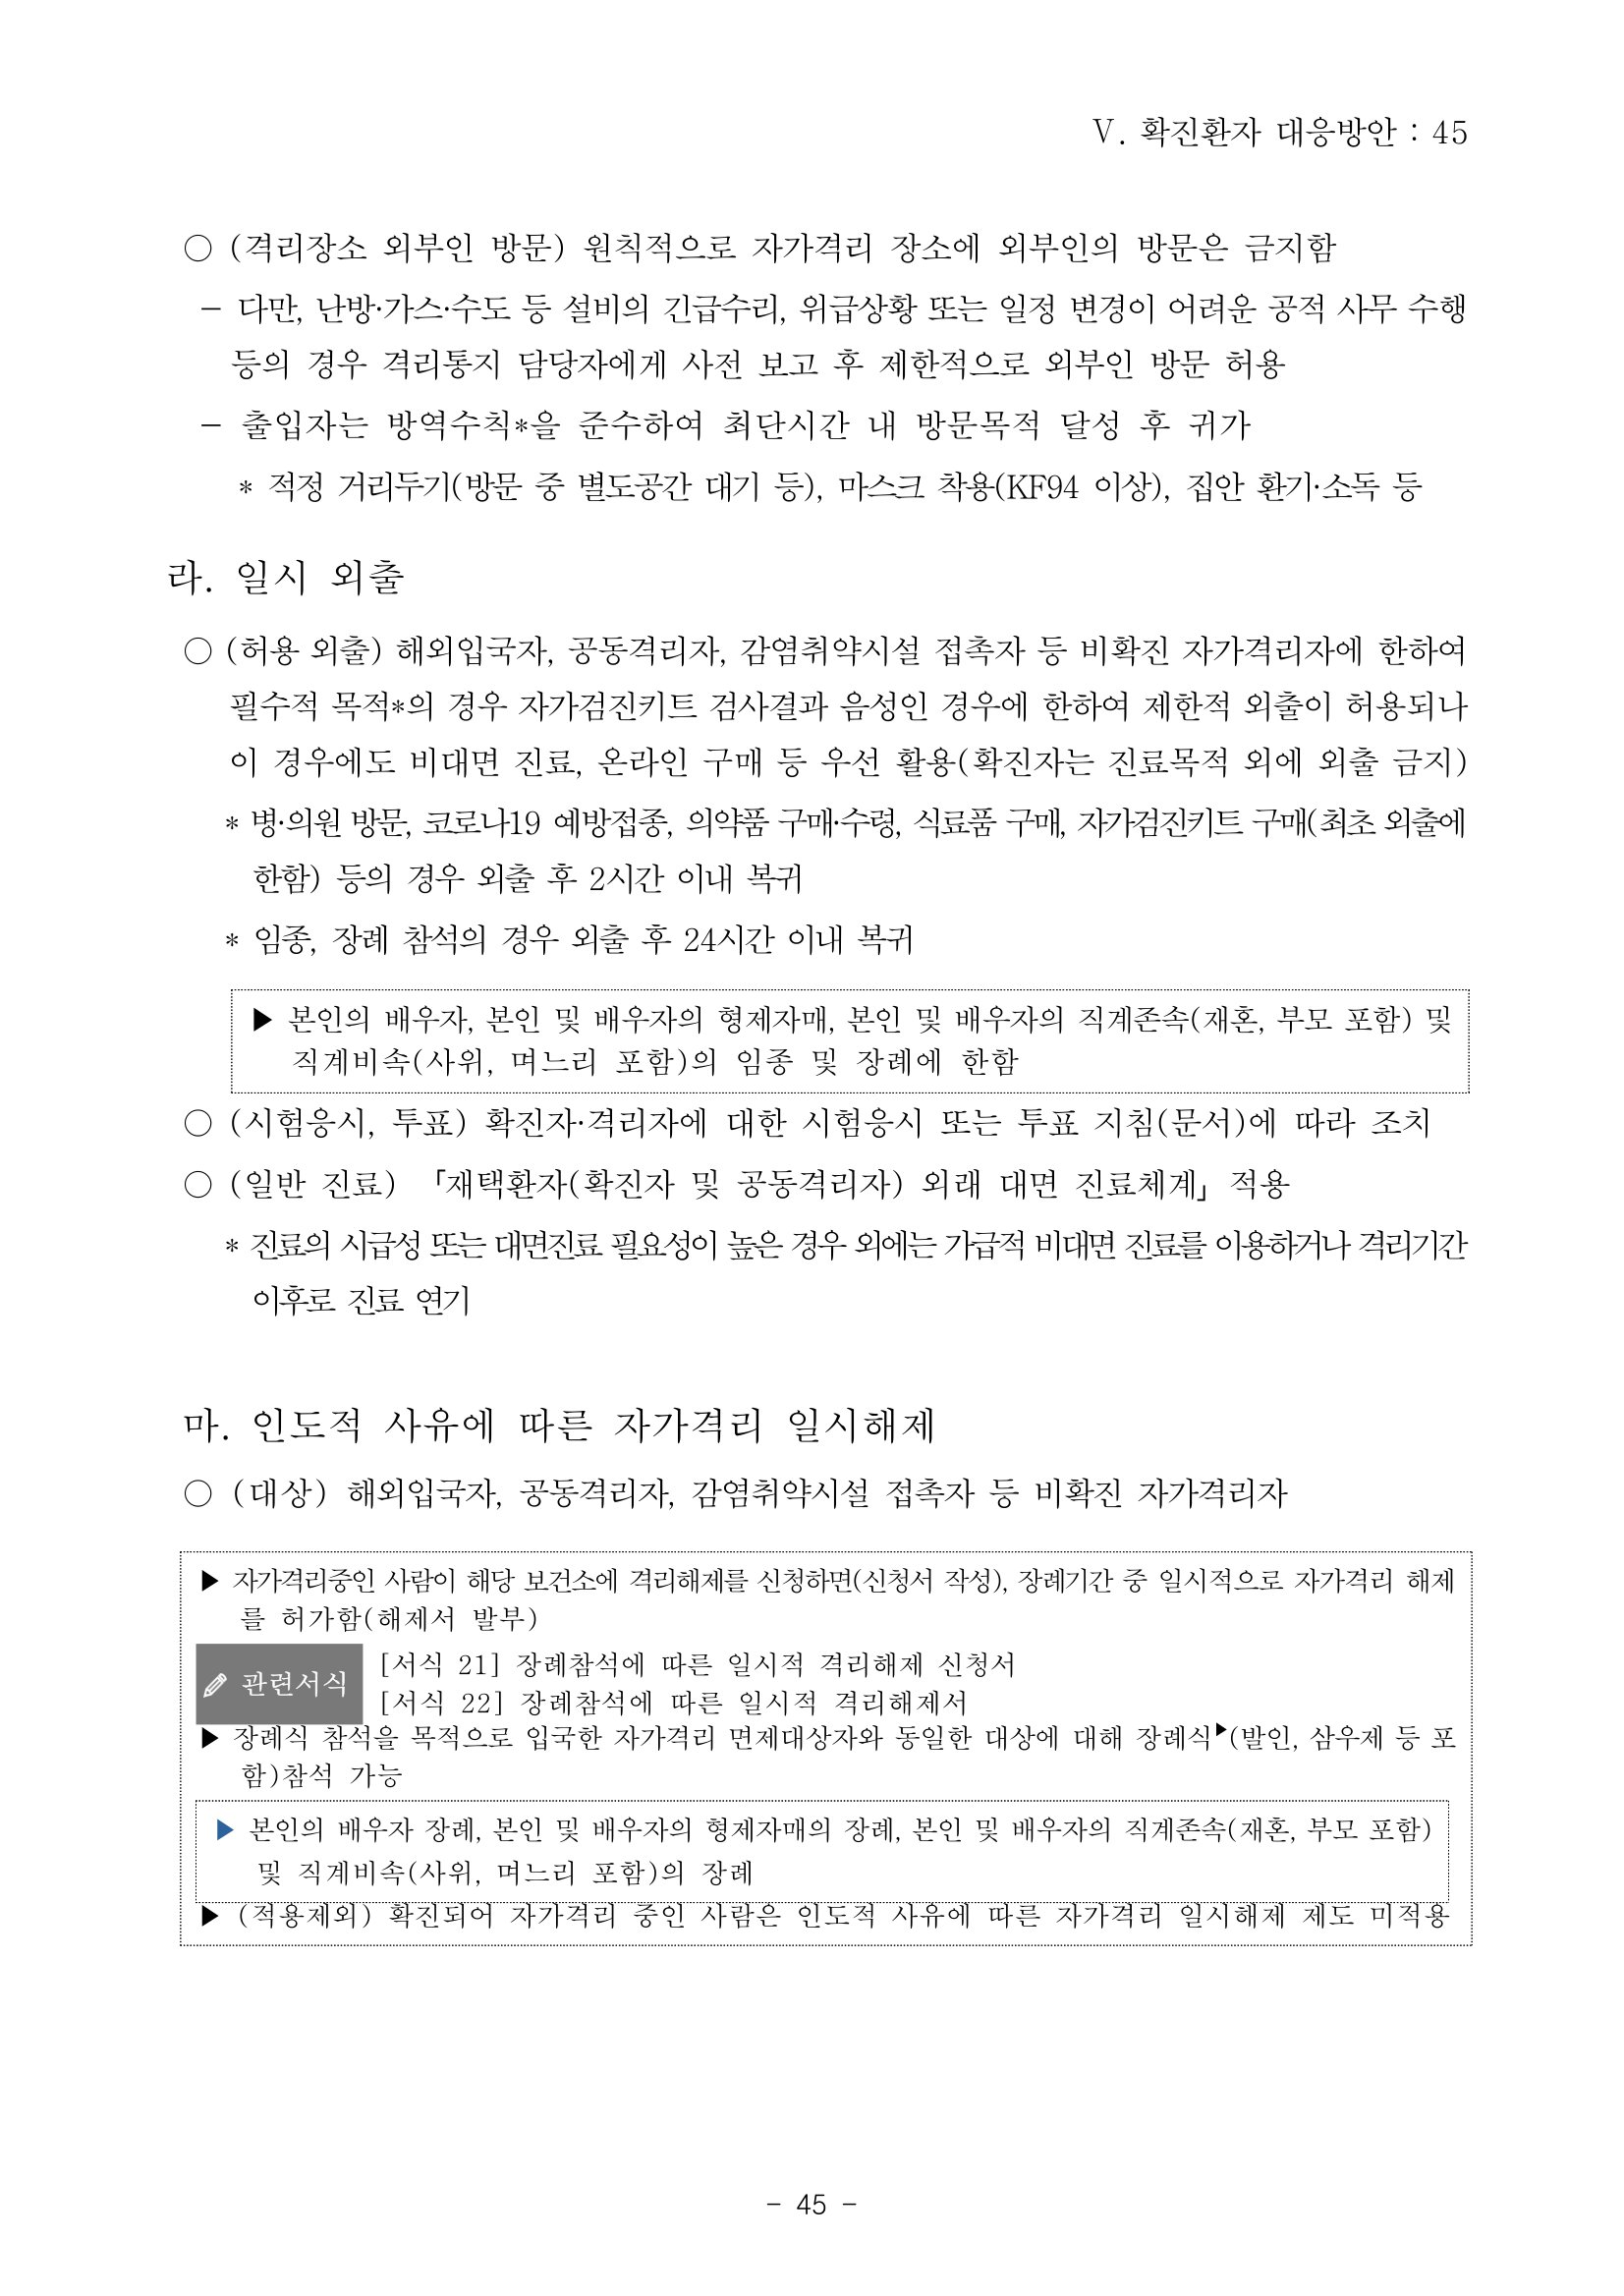 Ⅴ. 확진환자 대응방안 : 45
○ (격리장소 외부인 방문) 원칙적으로 자가격리 장소에 외부인의 방문은 금지함
- 다만, 난방·가스·수도 등 설비의 긴급수리, 위급상황 또는 일정 변경이 어려운 공적 사무 수행
등의 경우 격리통지 담당자에게 사전 보고 후 제한적으로 외부인 방문 허용
- 출입자는 방역수칙*을 준수하여 최단시간 내 방문목적 달성 후 귀가
* 적정 거리두기(방문 중 별도공간 대기 등), 마스크 착용(KF94 이상), 집안 환기·소독 등
라. 일시 외출
○ (허용 외출) 해외입국자, 공동격리자, 감염취약시설 접촉자 등 비확진 자가격리자에 한하여
필수적 목적*의 경우 자가검진키트 검사결과 음성인 경우에 한하여 제한적 외출이 허용되나
이 경우에도 비대면 진료, 온라인 구매 등 우선 활용(확진자는 진료목적 외에 외출 금지)
* 병·의원 방문, 코로나19 예방접종, 의약품 구매·수령, 식료품 구매, 자가검진키트 구매(최초 외출에
한함) 등의 경우 외출 후 2시간 이내 복귀
* 임종, 장례 참석의 경우 외출 후 24시간 이내 복귀
▶ 본인의 배우자, 본인 및 배우자의 형제자매, 본인 및 배우자의 직계존속(재혼, 부모 포함) 및
직계비속(사위, 며느리 포함)의 임종 및 장례에 한함
○ (시험응시, 투표) 확진자·격리자에 대한 시험응시 또는 투표 지침(문서)에 따라 조치
○ (일반 진료) 「재택환자(확진자 및 공동격리자) 외래 대면 진료체계」 적용
* 진료의 시급성 또는 대면진료 필요성이 높은 경우 외에는 가급적 비대면 진료를 이용하거나 격리기간
이후로 진료 연기
마. 인도적 사유에 따른 자가격리 일시해제
○ (대상) 해외입국자, 공동격리자, 감염취약시설 접촉자 등 비확진 자가격리자
▶ 자가격리중인 사람이 해당 보건소에 격리해제를 신청하면(신청서 작성), 장례기간 중 일시적으로 자가격리 해제
를 허가함(해제서 발부)
관련서식
[서식 21] 장례참석에 따른 일시적 격리해제 신청서
[서식 22] 장례참석에 따른 일시적 격리해제서
▶ 장례식 참석을 목적으로 입국한 자가격리 면제대상자와 동일한 대상에 대해 장례식▶(발인, 삼우제 등 포
함)참석 가능
▶ 본인의 배우자 장례, 본인 및 배우자의 형제자매의 장례, 본인 및 배우자의 직계존속(재혼, 부모 포함)
및 직계비속(사위, 며느리 포함)의 장례
▶ (적용제외) 확진되어 자가격리 중인 사람은 인도적 사유에 따른 자가격리 일시해제 제도 미적용
- 45 -